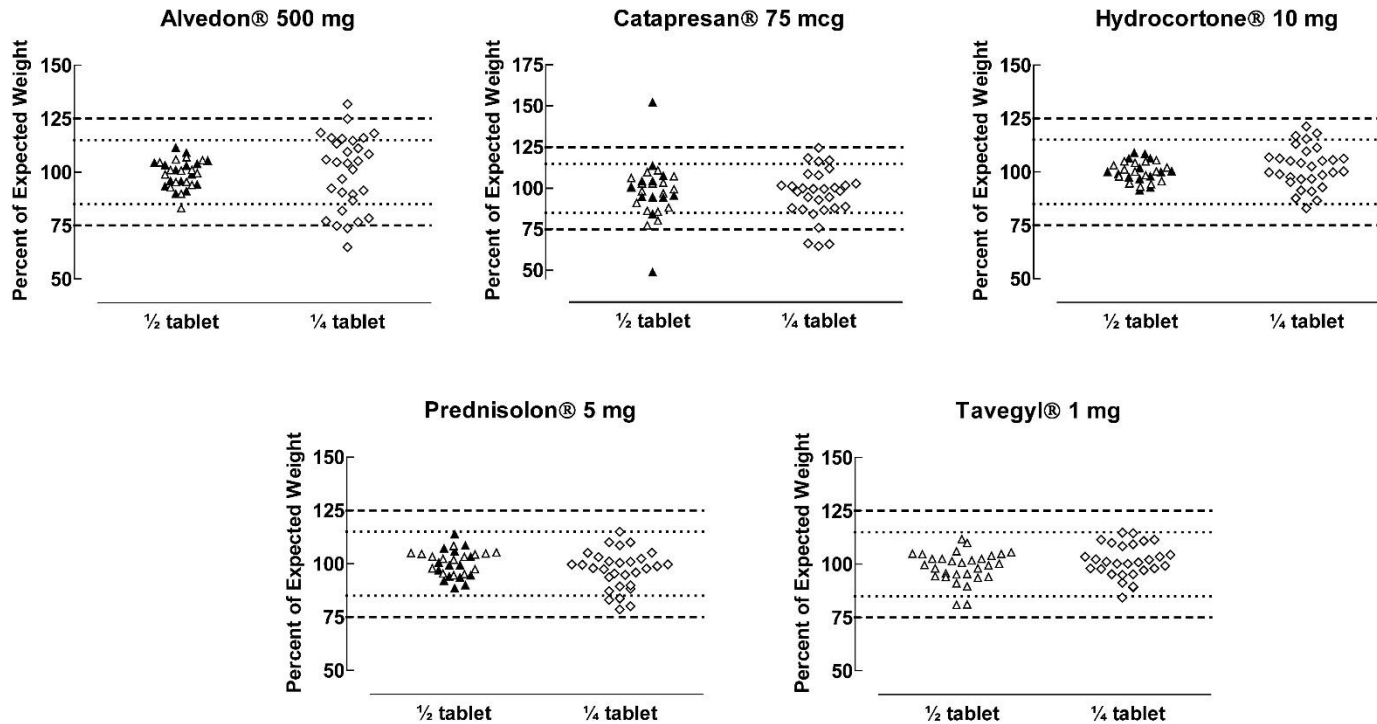 Alvedon® 500 mg
Percent of Expected Weight
150
125
100
75
50
½ tablet
¼ tablet
Catapresan® 75 mcg
Percent of Expected Weight
175
150
125
100
75
50
½ tablet
¼ tablet
Hydrocortone® 10 mg
Percent of Expected Weight
150
125
100
75
50
½ tablet
¼ tablet
Prednisolon® 5 mg
Percent of Expected Weight
150
125
100
75
50
½ tablet
¼ tablet
Tavegyl® 1 mg
Percent of Expected Weight
150
125
100
75
50
½ tablet
¼ tablet